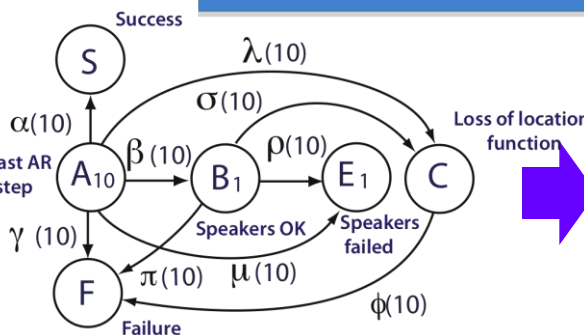 Success
S
λ(10)
σ(10)
α(10)
Loss of location
function
β(10)
ρ(10)
AR
step
A10
B1
E1
C
Speakers OK
Speakers
failed
γ (10)
π(10)
μ(10)
ϕ(10)
F
Failure